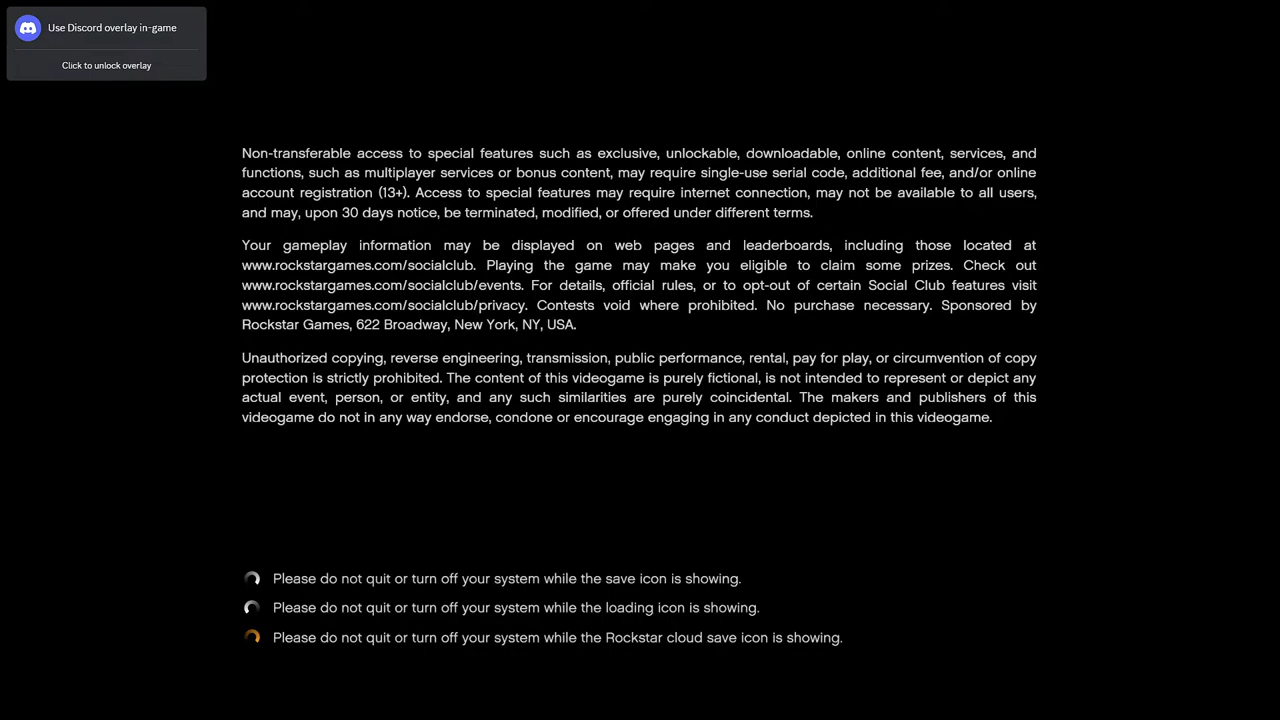 Use Discord overlay in-game
Click to unlock overlay
Non-transferable access to special features such as exclusive, unlockable, downloadable, online content, services, and
functions, such as multiplayer services or bonus content, may require single-use serial code, additional fee, and/or online
account registration (13+). Access to special features may require internet connection, may not be available to all users,
and may, upon 30 days notice, be terminated, modified, or offered under different terms.
Your gameplay information may be displayed on web pages and leaderboards, including those located at
www.rockstargames.com/socialclub. Playing the game may make you eligible to claim some prizes. Check out
www.rockstargames.com/socialclub/events. For details, official rules, or to opt-out of certain Social Club features visit
www.rockstargames.com/socialclub/privacy. Contests void where prohibited. No purchase necessary. Sponsored by
Rockstar Games, 622 Broadway, New York, NY, USA.
Unauthorized copying, reverse engineering, transmission, public performance, rental, pay for play, or circumvention of copy
protection is strictly prohibited. The content of this videogame is purely fictional, is not intended to represent or depict any
actual event, person, or entity, and any such similarities are purely coincidental. The makers and publishers of this
videogame do not in any way endorse, condone or encourage engaging in any conduct depicted in this videogame.
Please do not quit or turn off your system while the save icon is showing.
Please do not quit or turn off your system while the loading icon is showing.
Please do not quit or turn off your system while the Rockstar cloud save icon is showing.